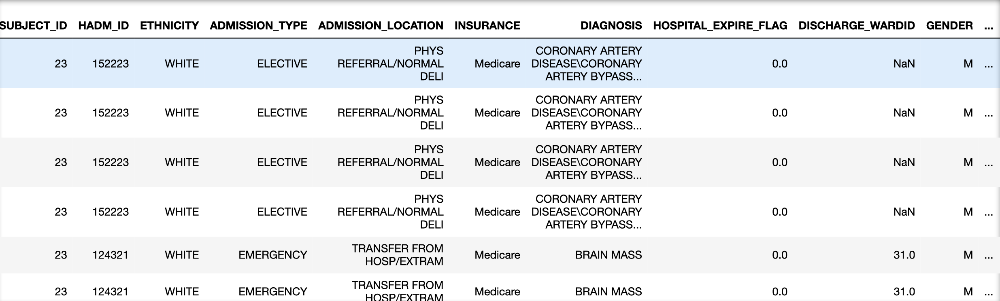 SUBJECT_ID HADM_ID ETHNICITY ADMISSION_TYPE ADMISSION_LOCATION INSURANCE DIAGNOSIS HOSPITAL_EXPIRE_FLAG DISCHARGE_WARDID GENDER ...
PHYS CORONARY ARTERY
23 152223 WHITE ELECTIVE REFERRAL/NORMAL Medicare DISEASE\CORONARY 0.0 NaN M ...
DELI ARTERY BYPASS...
PHYS CORONARY ARTERY
23 152223 WHITE ELECTIVE REFERRAL/NORMAL Medicare DISEASE\CORONARY 0.0 NaN M ...
DELI ARTERY BYPASS...
PHYS CORONARY ARTERY
23 152223 WHITE ELECTIVE REFERRAL/NORMAL Medicare DISEASE\CORONARY 0.0 NaN M ...
DELI ARTERY BYPASS...
PHYS CORONARY ARTERY
23 152223 WHITE ELECTIVE REFERRAL/NORMAL Medicare DISEASE\CORONARY 0.0 NaN M ...
DELI ARTERY BYPASS...
TRANSFER FROM
23 124321 WHITE EMERGENCY Medicare BRAIN MASS 0.0 31.0 M ...
HOSP/EXTRAM
TRANSFER FROM
23 124321 WHITE EMERGENCY Medicare BRAIN MASS 0.0 31.0 M ...
HOSP/EXTRAM